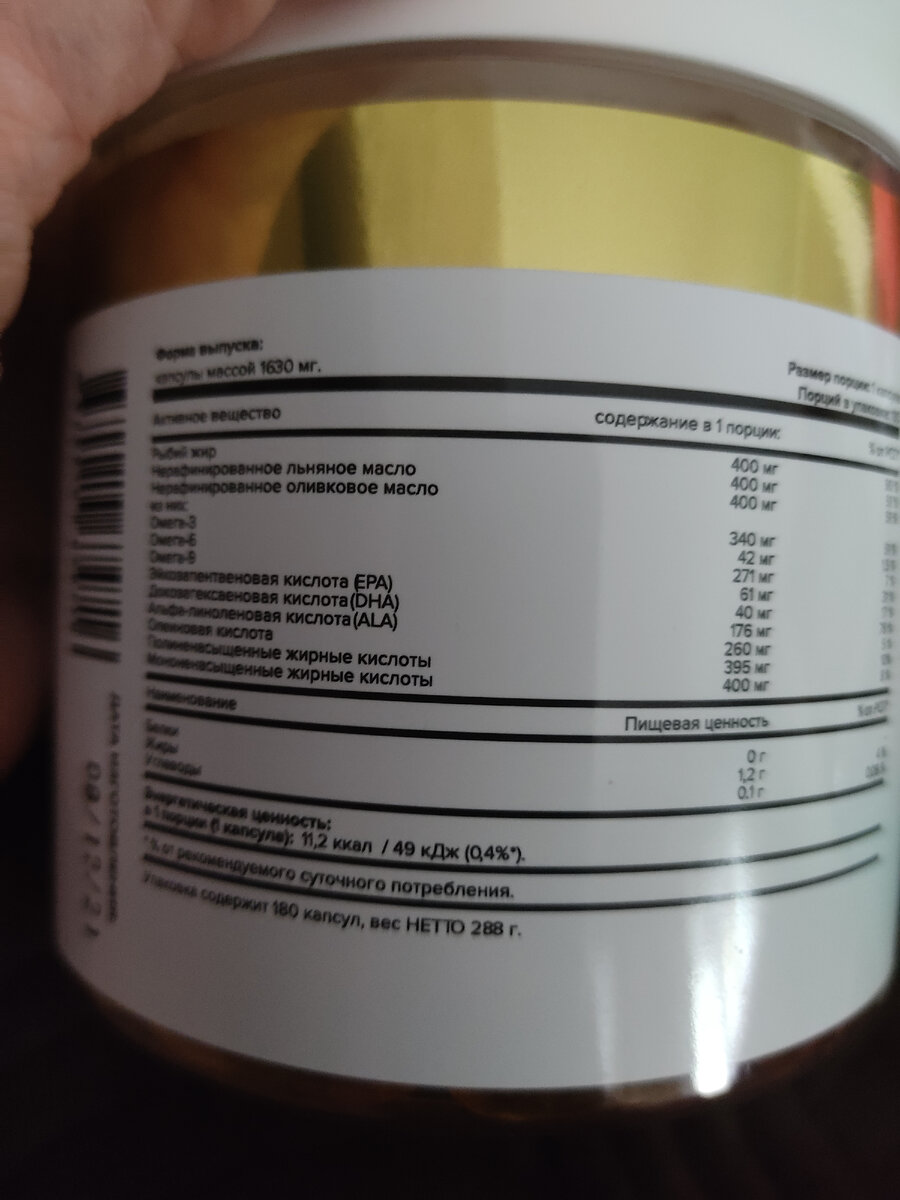 Форма выпуска:
капсулы массой 1630 мг.
Размер порции: 1
Порций в упаковке:
Активное вещество содержание в 1 порции:
Рыбий жир 400 мг
Нерафинированное льняное масло 400 мг
Нерафинированное оливковое масло 400 мг
из них:
Омега-3 340 мг
Омега-6 42 мг
Омега-9 271 мг
Эйкозапентаеновая кислота (EPA) 61 мг
Докозагексаеновая кислота(DHA) 40 мг
Альфа-линоленовая кислота(ALA) 176 мг
Олеиновая кислота 260 мг
Полиненасыщенные жирные кислоты 395 мг
Мононенасыщенные жирные кислоты 400 мг
Наименование Пищевая ценность
Белки 0 г
Жиры 1,2 г
Углеводы 0,1 г
Энергетическая ценность:
в 1 порции (1 капсула): 11,2 ккал / 49 кДж (0,4%*).
*% от рекомендуемого суточного потребления.
Упаковка содержит 180 капсул, вес НЕТТО 288 г.